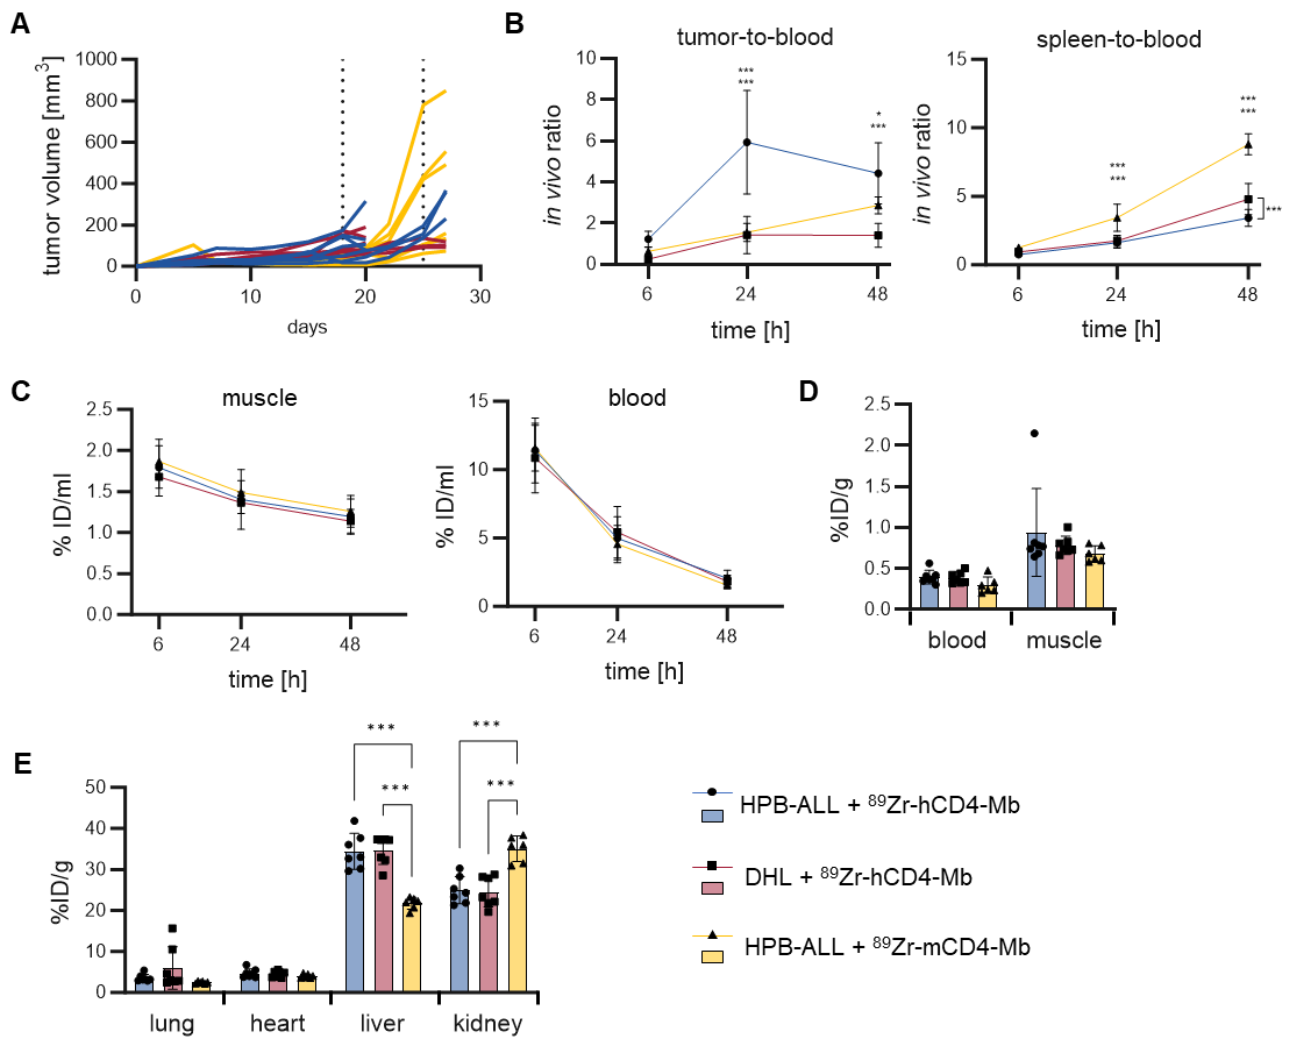 A
tumor volume [mm³]
1000
800
600
400
200
0
0
10
20
30
days
B
tumor-to-blood
in vivo ratio
10
8
6
4
2
0
***
***
*
***
6
24
48
time [h]
spleen-to-blood
in vivo ratio
15
10
5
0
***
***
***
***
***
6
24
48
time [h]
C
muscle
% ID/ml
2.5
2.0
1.5
1.0
0.5
0.0
6
24
48
time [h]
blood
% ID/ml
15
10
5
0
6
24
48
time [h]
D
%ID/g
2.5
2.0
1.5
1.0
0.5
0.0
blood
muscle
E
%ID/g
50
40
30
20
10
0
***
***
***
***
lung
heart
liver
kidney
HPB-ALL + ⁸⁹Zr-hCD4-Mb
DHL + ⁸⁹Zr-hCD4-Mb
HPB-ALL + ⁸⁹Zr-mCD4-Mb